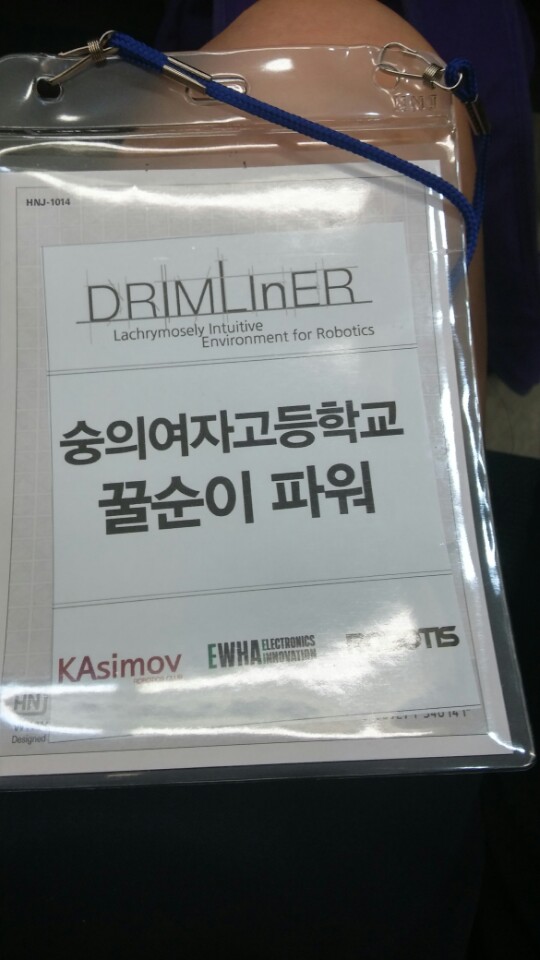 HNJ
HNJ-1014
DRIMLInER
Lachrymosely Intuitive
Environment for Robotics
숭의여자고등학교
꿀순이 파워
KAsimov
EWHA ELECTRONICS
INNOVATION
ROBOTIS
HNJ
Designed